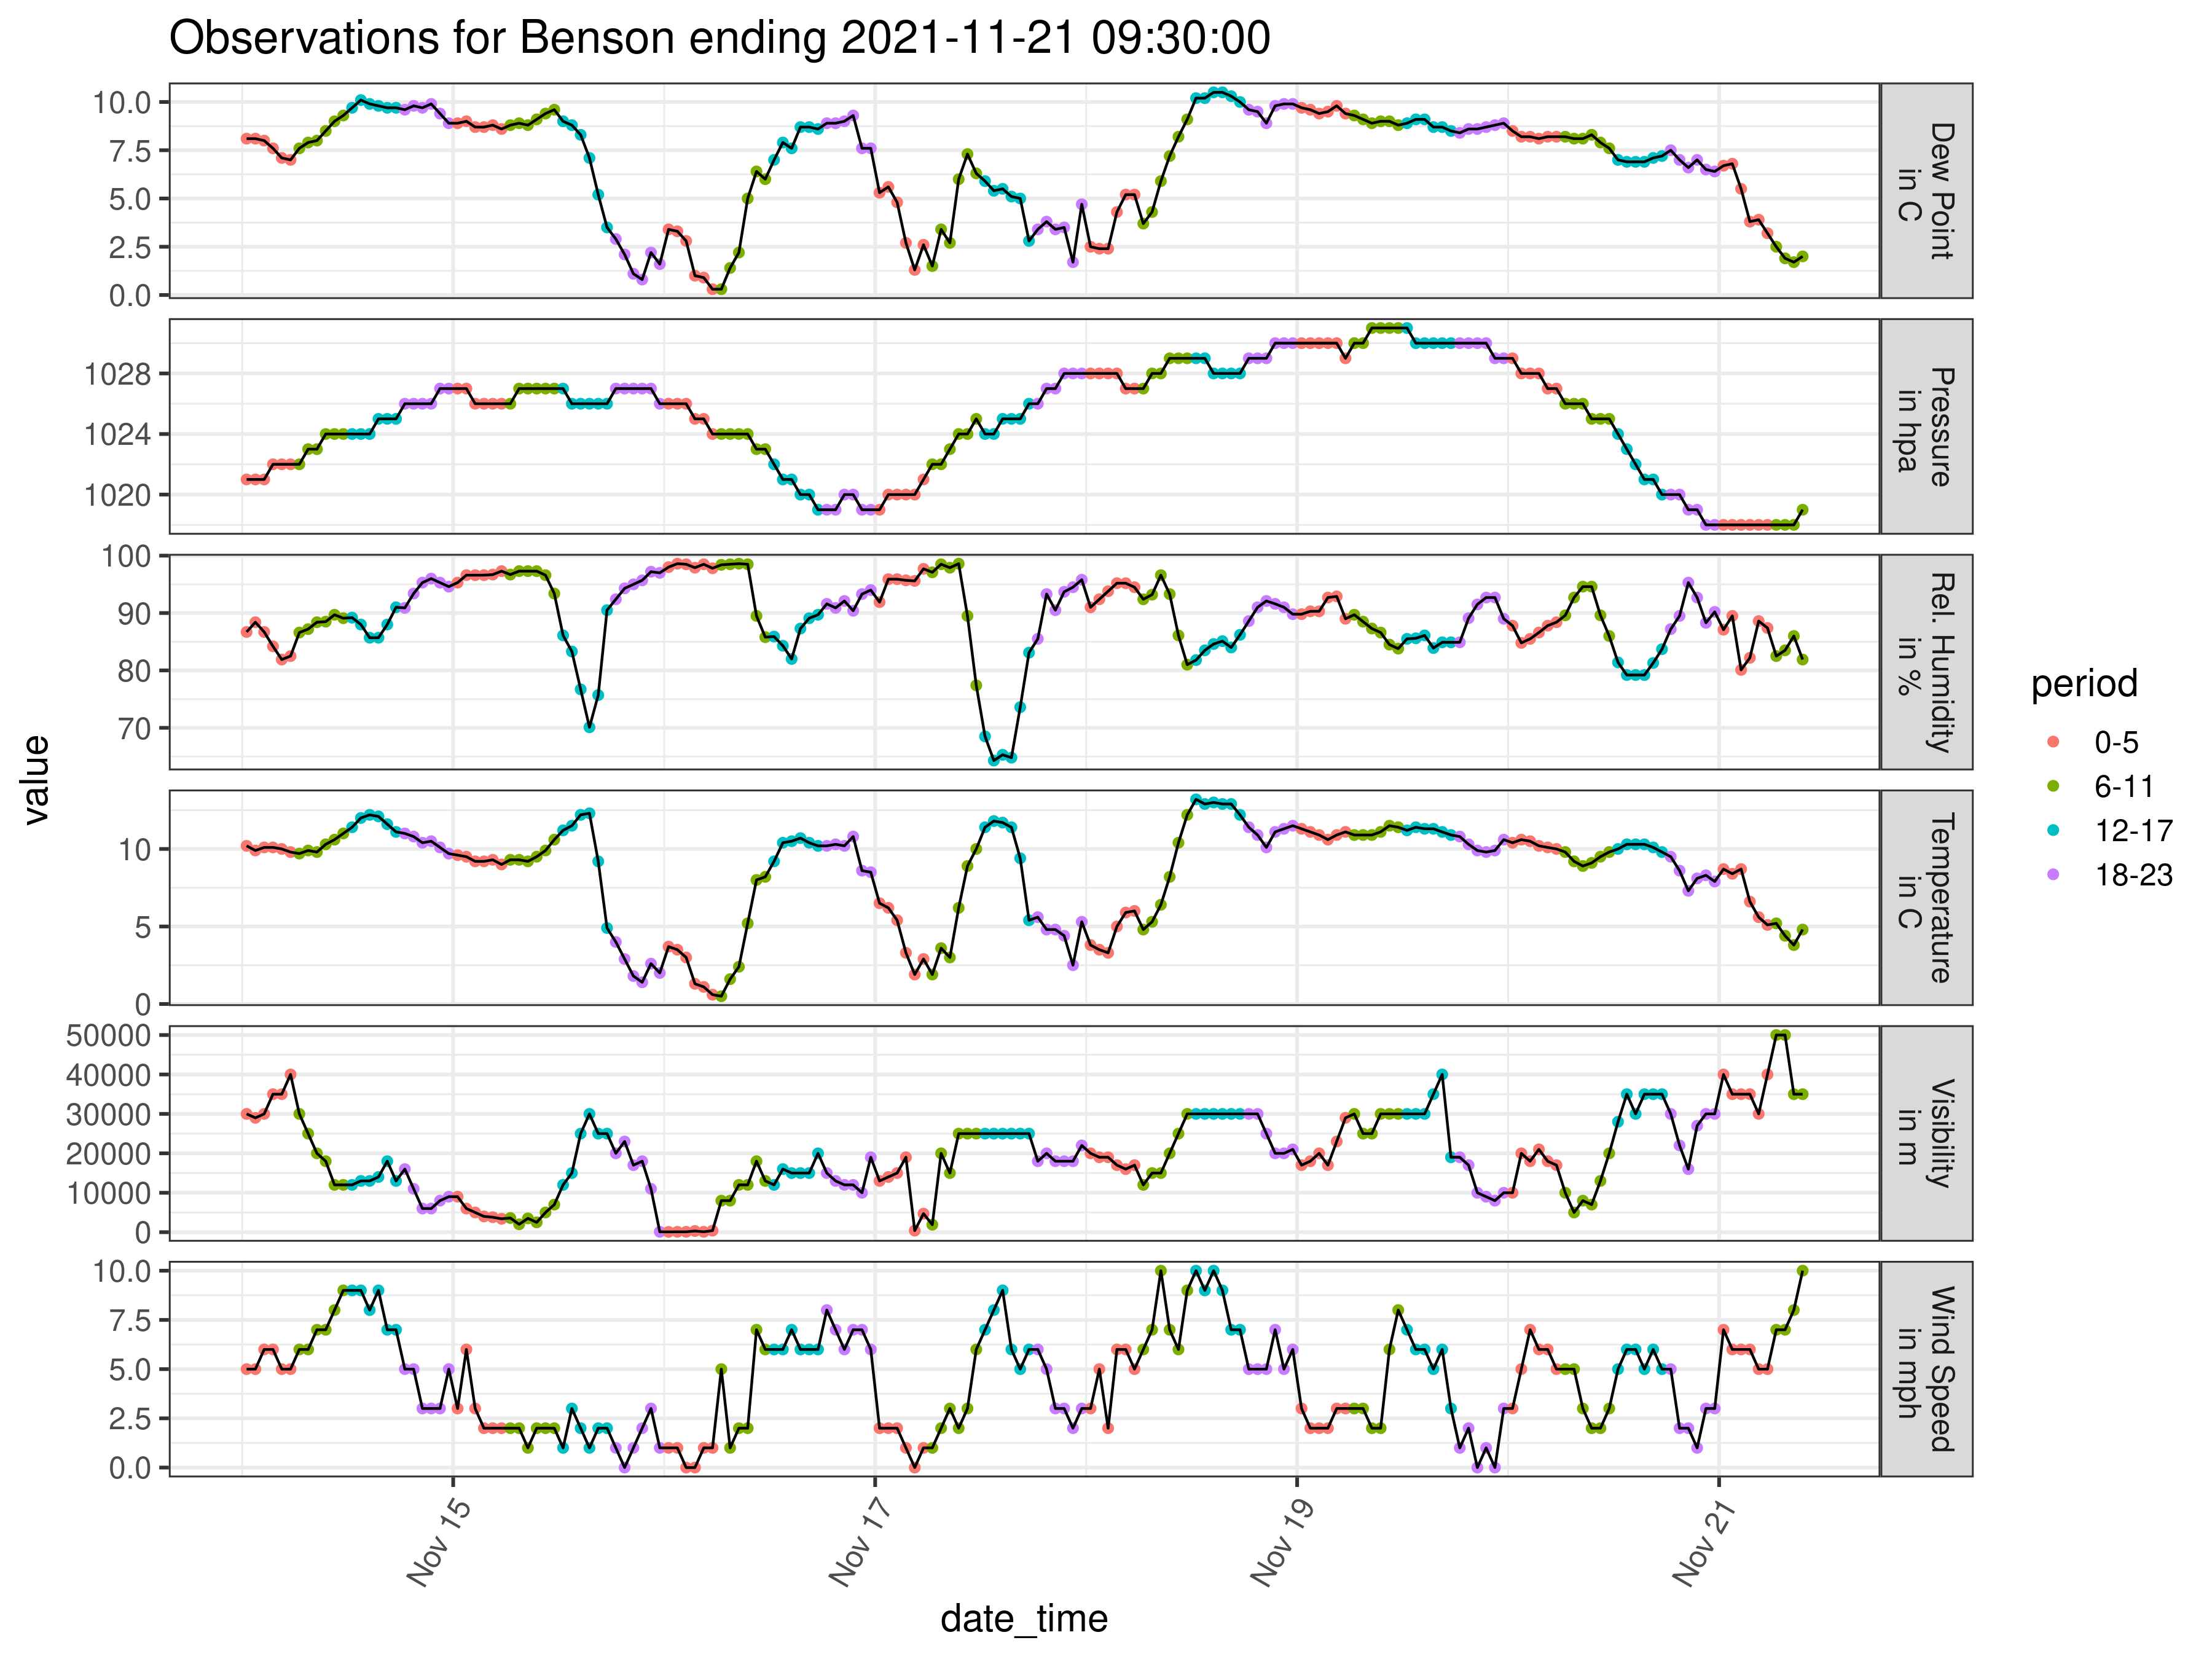 Observations for Benson ending 2021-11-21 09:30:00
value
10.0
7.5
5.0
2.5
0.0
Dew Point
in C
1028
1024
1020
Pressure
in hpa
100
90
80
70
Rel. Humidity
in %
10
5
0
Temperature
in C
50000
40000
30000
20000
10000
0
Visibility
in m
10.0
7.5
5.0
2.5
0.0
Wind Speed
in mph
Nov 15
Nov 17
Nov 19
Nov 21
date_time
period
0-5
6-11
12-17
18-23